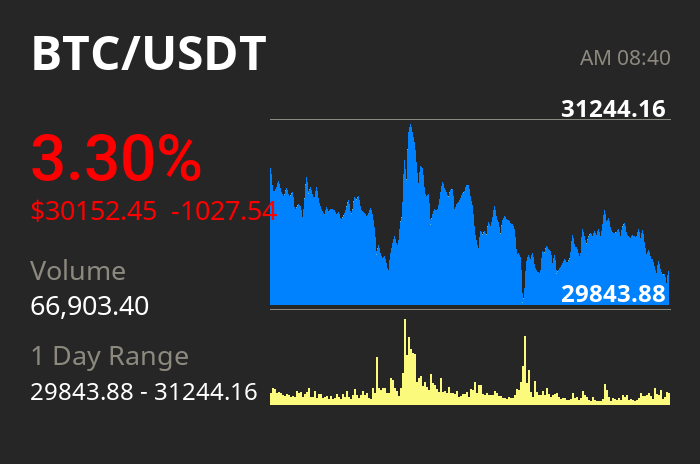 BTC/USDT
AM 08:40
31244.16
3.30%
$30152.45 -1027.54
Volume
66,903.40
29843.88
1 Day Range
29843.88 - 31244.16